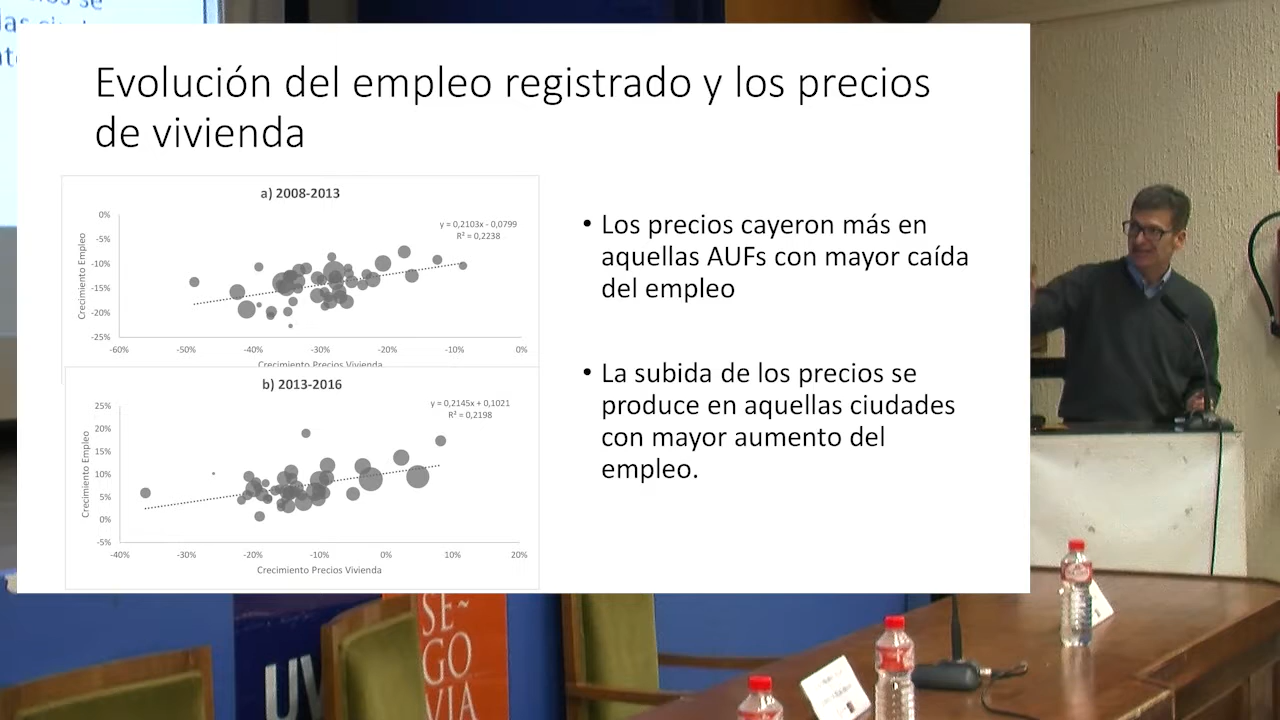 Evolución del empleo registrado y los precios
de vivienda
a) 2008-2013
y = 0,2103x - 0,0799
R² = 0,2238
0%
-5%
-10%
-15%
-20%
-25%
Crecimiento Empleo
-60%
-50%
-40%
-30%
-20%
-10%
0%
Crecimiento Precios Vivienda
b) 2013-2016
y = 0,2145x + 0,1021
R² = 0,2198
25%
20%
15%
10%
5%
0%
-5%
Crecimiento Empleo
-40%
-30%
-20%
-10%
0%
10%
20%
Crecimiento Precios Vivienda
• Los precios cayeron más en
aquellas AUFs con mayor caída
del empleo
• La subida de los precios se
produce en aquellas ciudades
con mayor aumento del
empleo.
SE~
GO
VIA